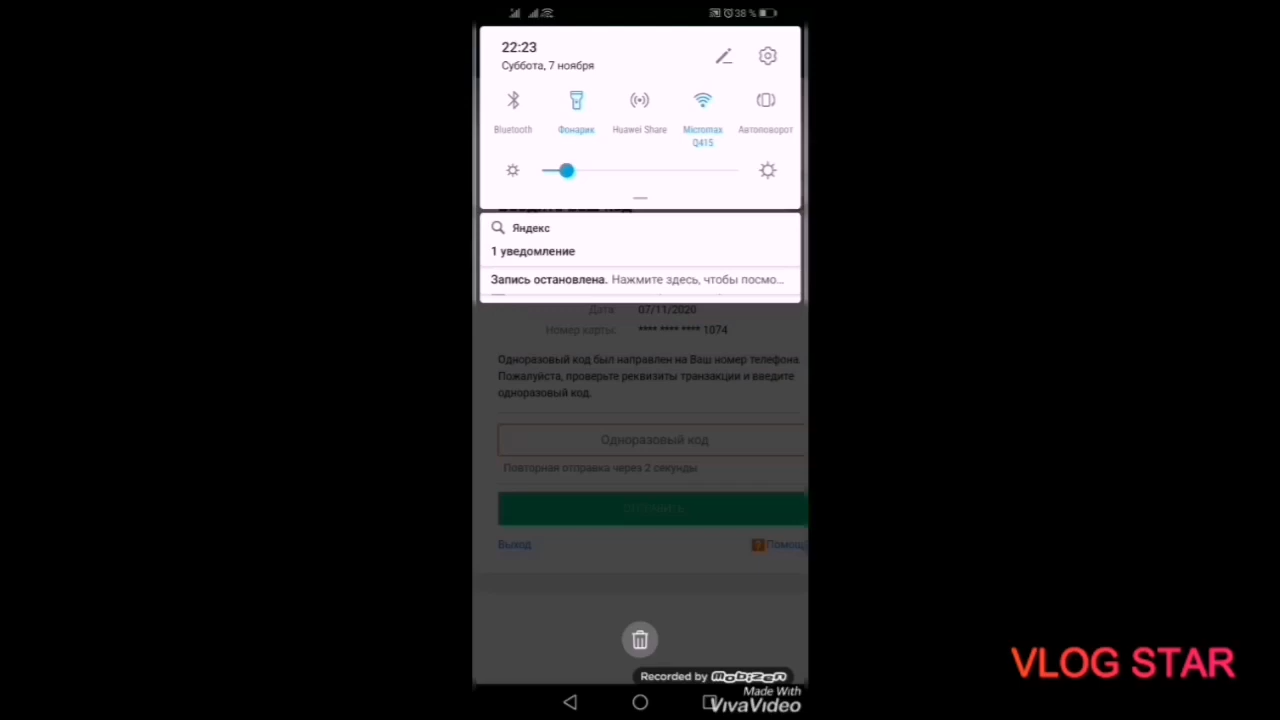 38 %
22:23
Суббота, 7 ноября
Bluetooth
Фонарик
Huawei Share
Micromax
Q415
Автоповорот
Яндекс
1 уведомление
Запись остановлена. Нажмите здесь, чтобы посмо...
Дата: 07/11/2020
Номер карты: **** **** **** 1074
Одноразовый код был направлен на Ваш номер телефона
Пожалуйста, проверьте реквизиты транзакции и введите
одноразовый код.
Одноразовый код
Повторная отправка через 2 секунды
Выход
Помощь
Recorded by mobizen
Made With
VivaVideo
VLOG STAR